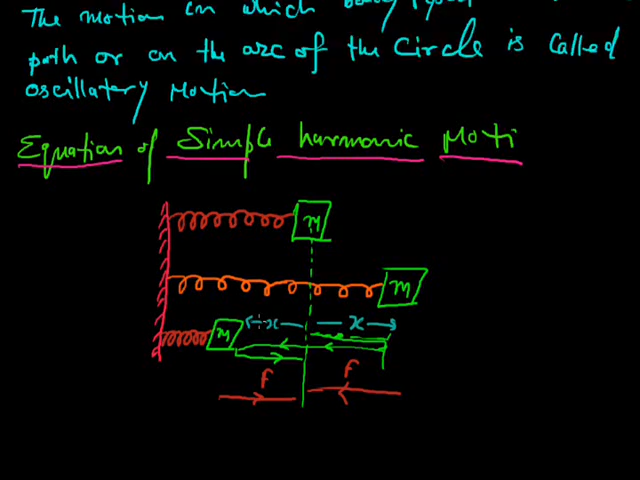 The motion in which body
path or on the arc of the Circle is called
oscillatory Motion
Equation of Simple harmonic Moti
m
m
x x
m
F F